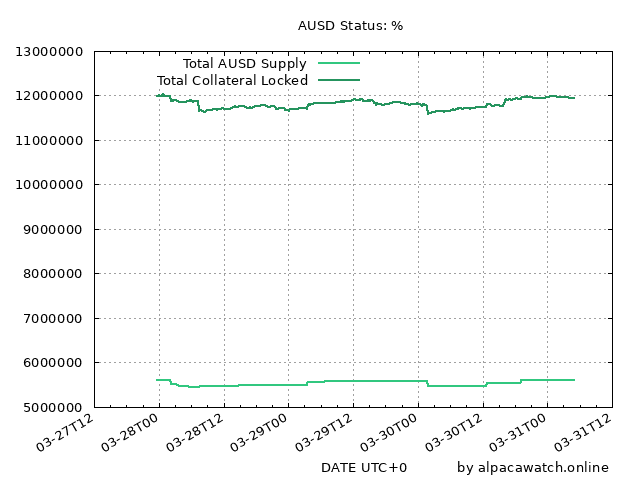 AUSD Status: %
13000000
12000000
11000000
10000000
9000000
8000000
7000000
6000000
5000000
Total AUSD Supply
Total Collateral Locked
03-27T12
03-28T00
03-28T12
03-29T00
03-29T12
03-30T00
03-30T12
03-31T00
03-31T12
DATE UTC+0
by alpacawatch.online